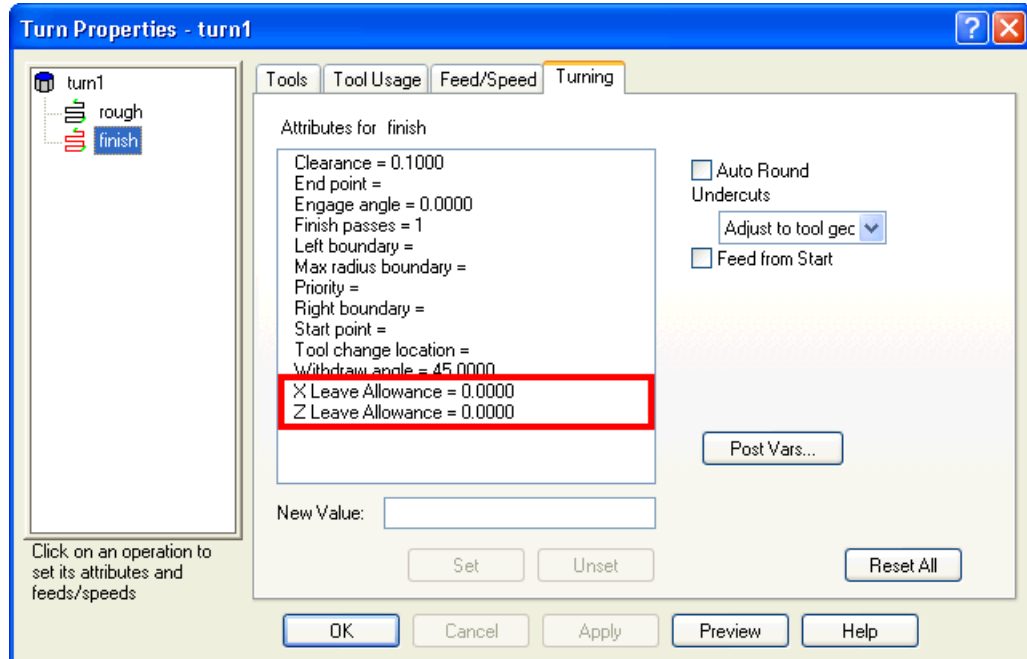 Turn Properties - turn1
turn1
rough
finish
Click on an operation to
set its attributes and
feeds/speeds
Tools Tool Usage Feed/Speed Turning
Attributes for finish
Clearance = 0.1000
End point =
Engage angle = 0.0000
Finish passes = 1
Left boundary =
Max radius boundary =
Priority =
Right boundary =
Start point =
Tool change location =
Withdraw angle = 45.0000
X Leave Allowance = 0.0000
Z Leave Allowance = 0.0000
Auto Round
Undercuts
Adjust to tool gec
Feed from Start
Post Vars...
New Value:
Set Unset Reset All
OK Cancel Apply Preview Help